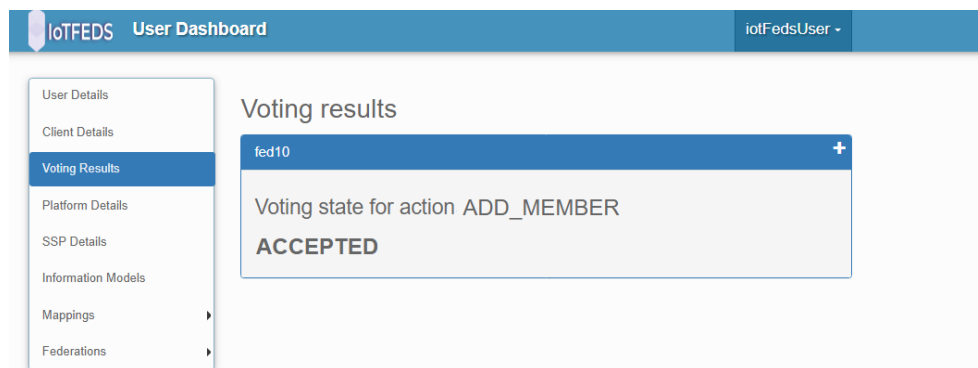 IoTFEDS User Dashboard
iotFedsUser
User Details
Client Details
Voting Results
Platform Details
SSP Details
Information Models
Mappings
Federations
Voting results
fed10
Voting state for action ADD_MEMBER
ACCEPTED